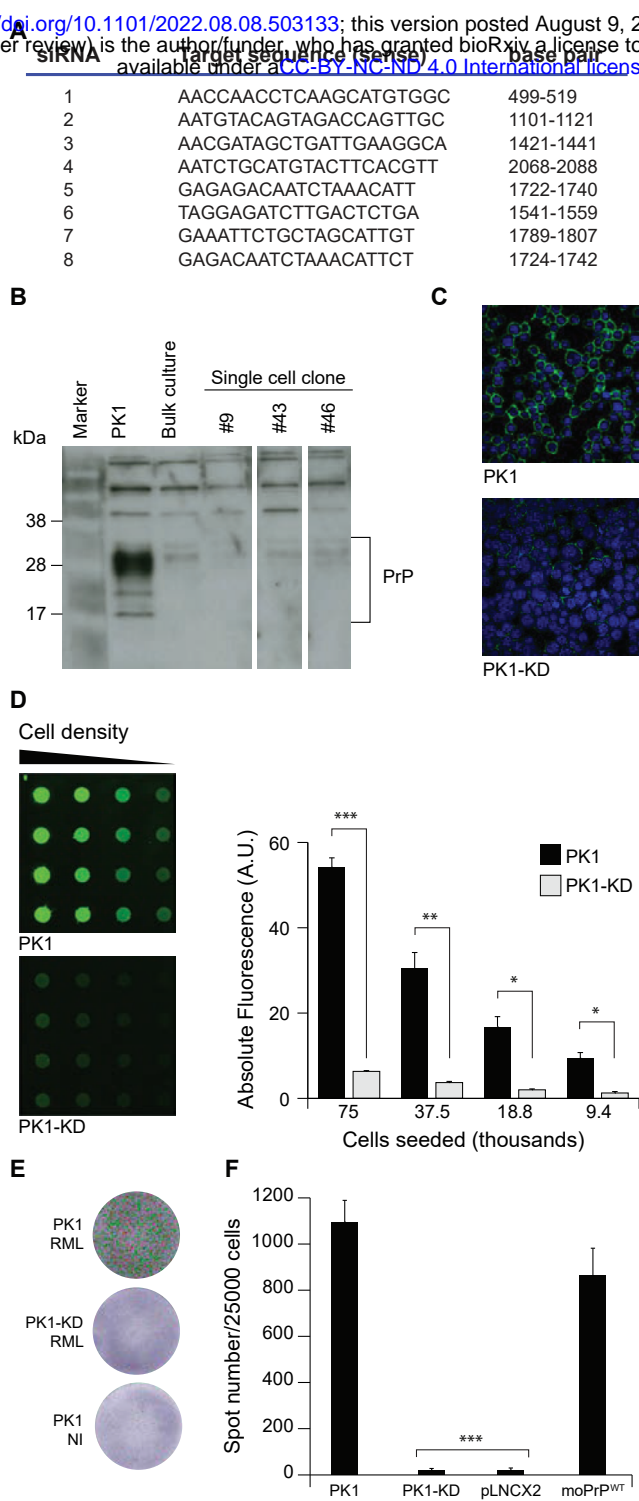 /doi.org/10.1101/2022.08.08.503133; this version posted August 9, 2
er review) is the author/funder, who has granted bioRxiv a license to
available under aCC-BY-NC-ND 4.0 International licens
A
siRNA Target sequence (sense) base pair
1 AACCAACCTCAAGCATGTGGC 499-519
2 AATGTACAGTAGACCAGTTGC 1101-1121
3 AACGATAGCTGATTGAAGGCA 1421-1441
4 AATCTGCATGTACTTCACGTT 2068-2088
5 GAGAGACAATCTAAACATT 1722-1740
6 TAGGAGATCTTGACTCTGA 1541-1559
7 GAAATTCTGCTAGCATTGT 1789-1807
8 GAGACAATCTAAACATTCT 1724-1742
B
Marker
PK1
Bulk culture
Single cell clone
#9
#43
#46
kDa
38
28
17
PrP
C
PK1
PK1-KD
D
Cell density
PK1
PK1-KD
Absolute Fluorescence (A.U.)
60
40
20
0
***
**
*
*
PK1
PK1-KD
75 37.5 18.8 9.4
Cells seeded (thousands)
E
PK1
RML
PK1-KD
RML
PK1
NI
F
Spot number/25000 cells
1200
1000
800
600
400
200
0
***
PK1 PK1-KD pLNCX2 moPrPWT